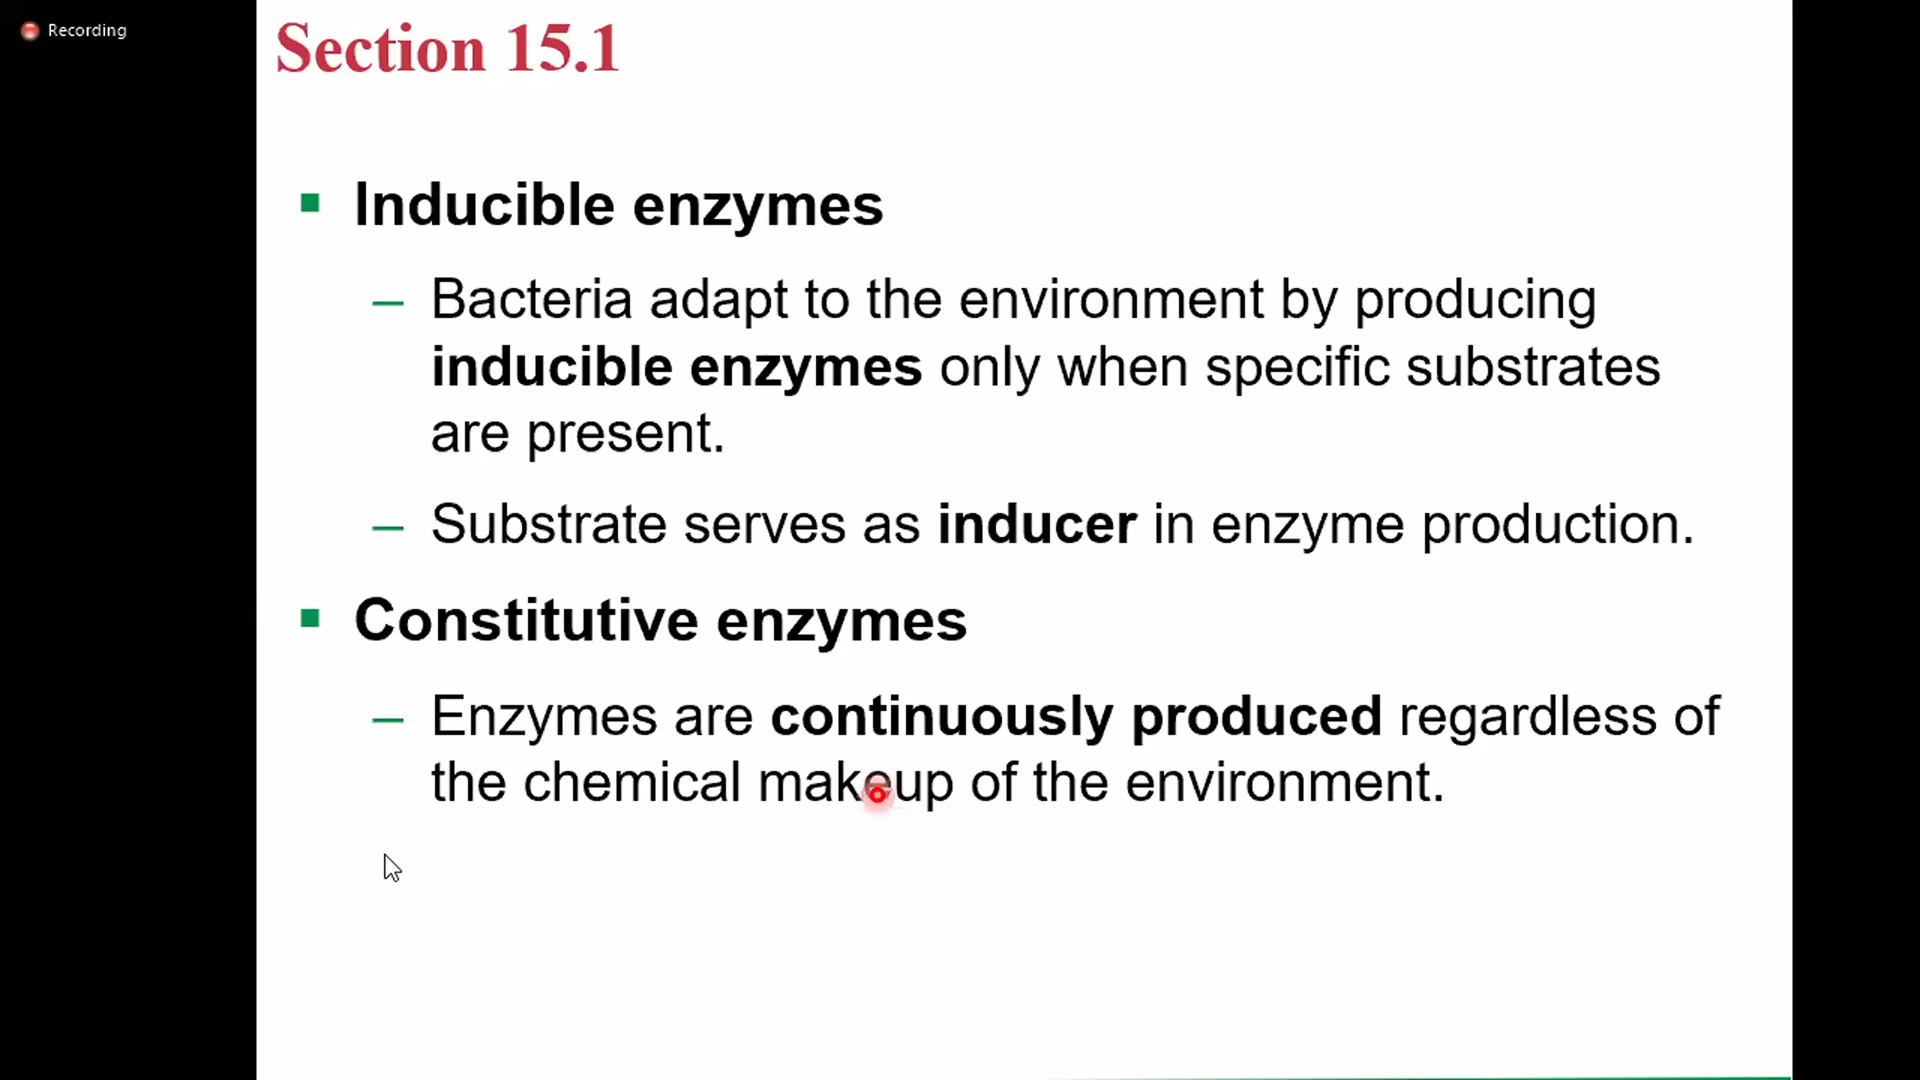 Recording
Section 15.1
▪ Inducible enzymes
– Bacteria adapt to the environment by producing
inducible enzymes only when specific substrates
are present.
– Substrate serves as inducer in enzyme production.
▪ Constitutive enzymes
– Enzymes are continuously produced regardless of
the chemical makeup of the environment.